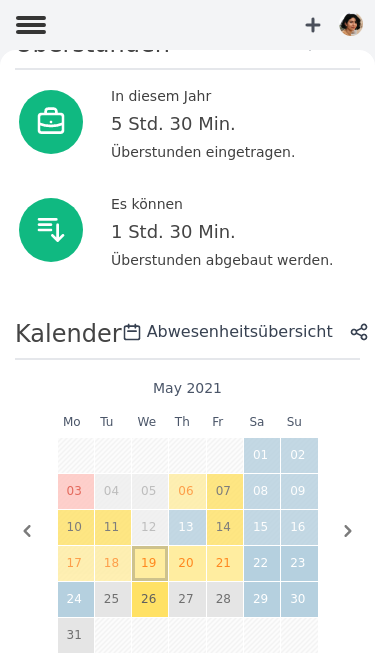 Überstunden
In diesem Jahr
5 Std. 30 Min.
Überstunden eingetragen.
Es können
1 Std. 30 Min.
Überstunden abgebaut werden.
Kalender Abwesenheitsübersicht
May 2021
Mo Tu We Th Fr Sa Su
01 02
03 04 05 06 07 08 09
10 11 12 13 14 15 16
17 18 19 20 21 22 23
24 25 26 27 28 29 30
31